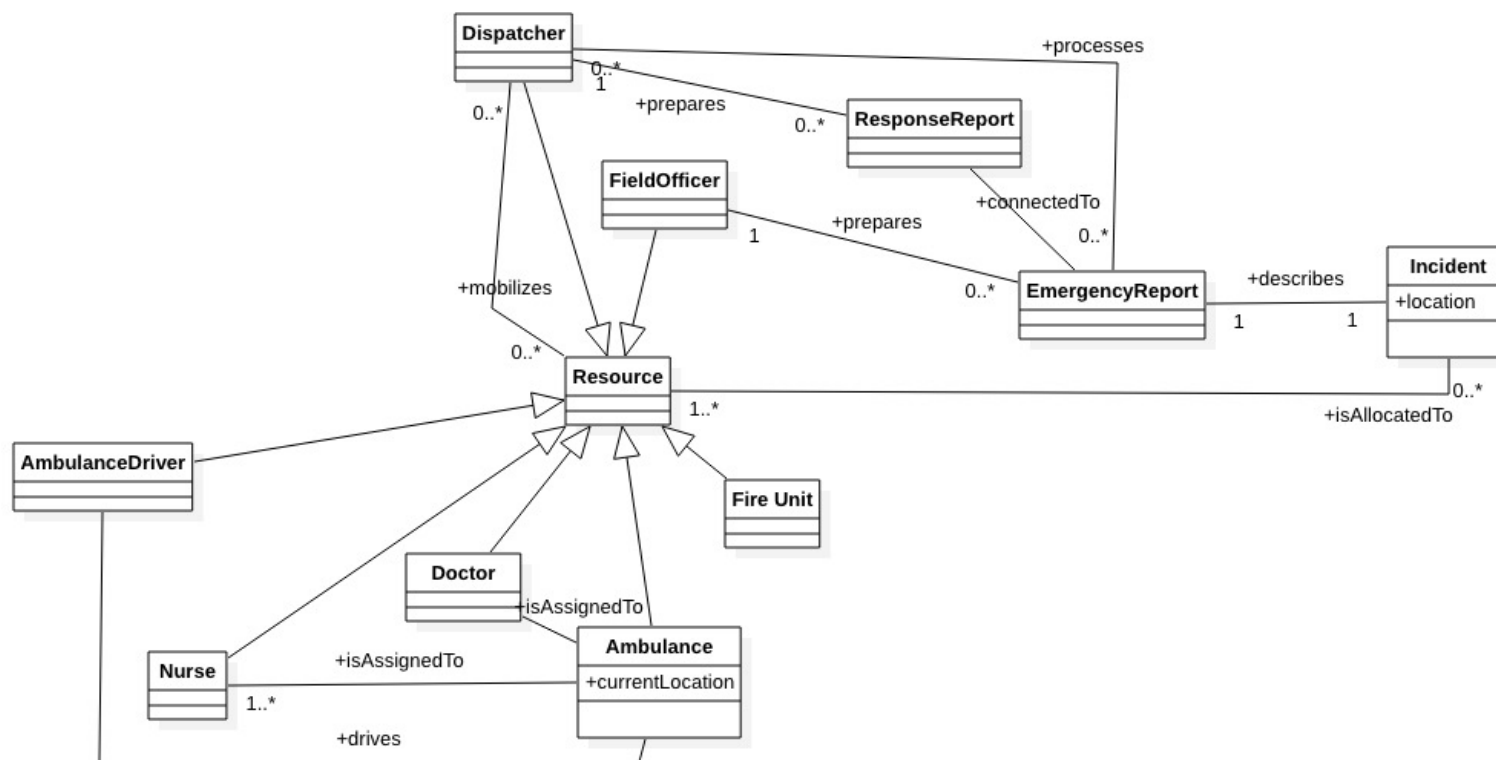 Dispatcher
+processes
0..*
1
+prepares
0..*
0..*
ResponseReport
FieldOfficer
+connectedTo
+prepares
1
0..*
Incident
+describes
+location
EmergencyReport
0..*
+mobilizes
1
1
0..*
Resource
1..*
0..*
+isAllocatedTo
AmbulanceDriver
Fire Unit
Doctor
+isAssignedTo
Ambulance
+isAssignedTo
Nurse
+currentLocation
1..*
+drives